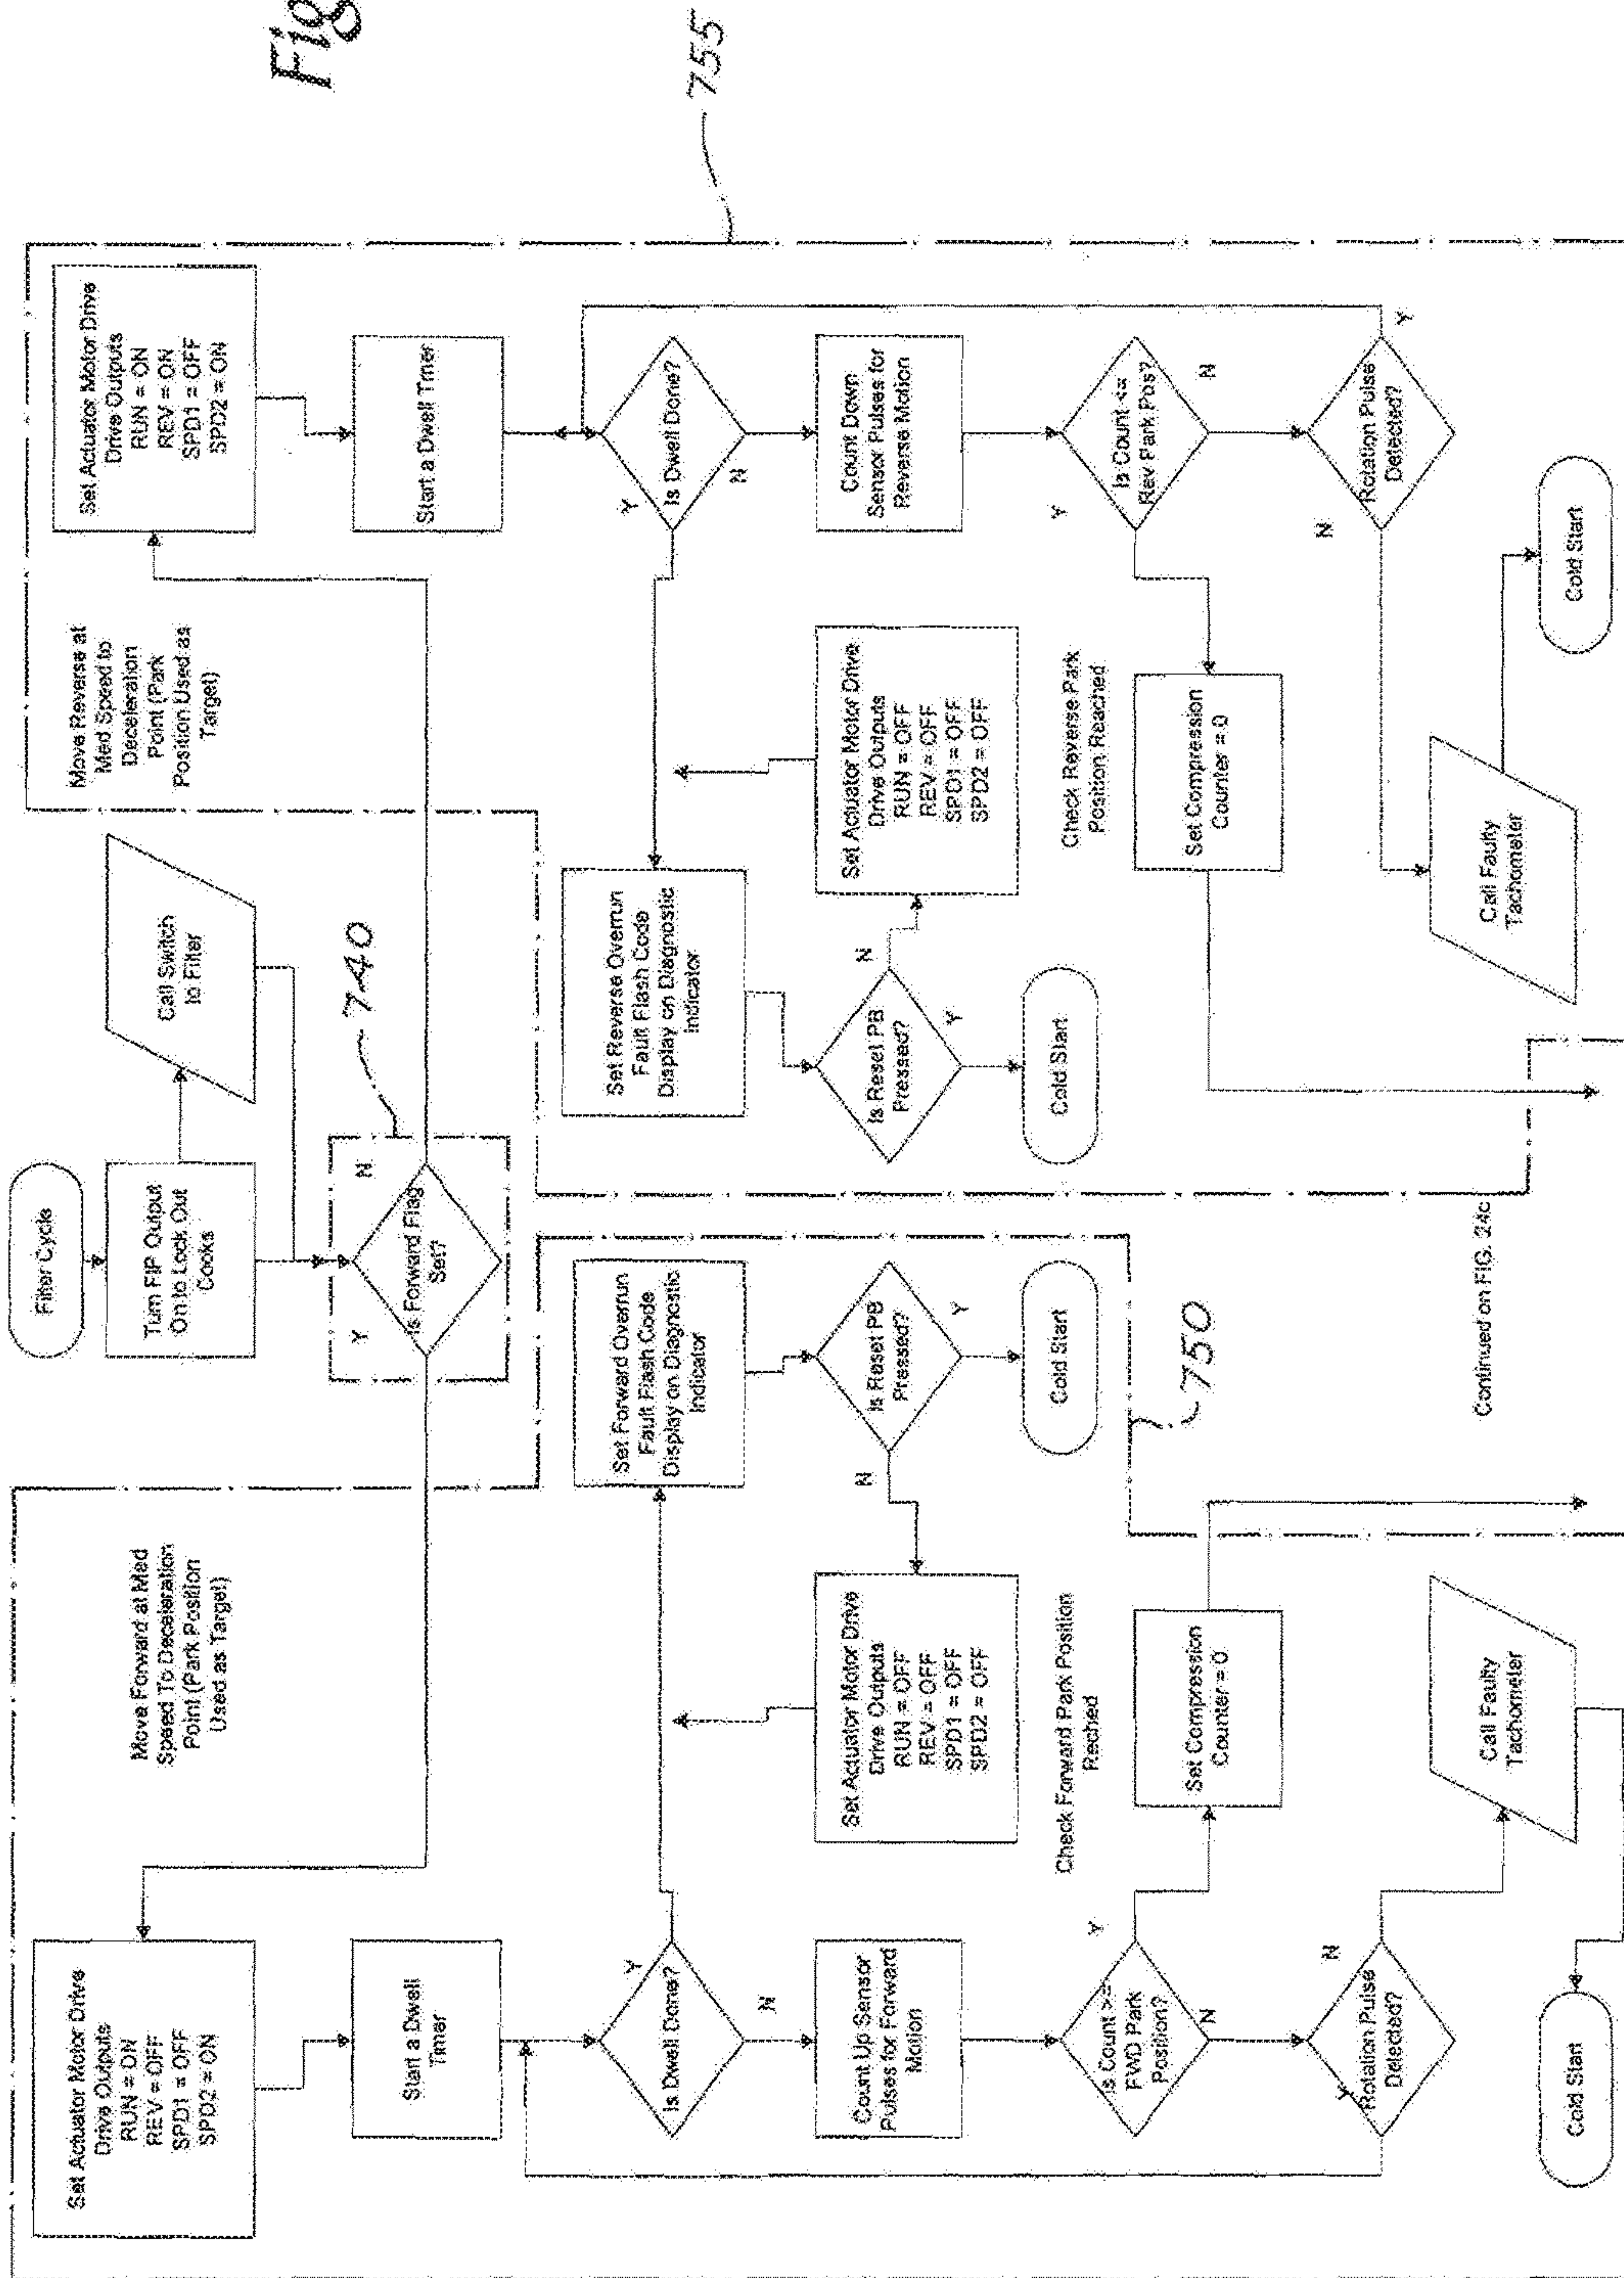 Fig
755
Filter Cycle
Turn FIP Output
On to Lock Out
Cooks
Call Switch
to Filter
740
Is Forward Flag
Set?
Y
N
Move Forward at Med
Speed To Deceleration
Point (Park Position
Used as Target)
Set Actuator Motor Drive
Drive Outputs
RUN = ON
REV = OFF
SPD1 = OFF
SPD2 = ON
Start a Dwell
Timer
Is Dwell Done?
Y
N
Set Forward Overrun
Fault Flash Code
Display on Diagnostic
Indicator
Is Reset PB
Pressed?
N
Y
Cold Start
Set Actuator Motor Drive
Drive Outputs
RUN = OFF
REV = OFF
SPD1 = OFF
SPD2 = OFF
Count Up Sensor
Pulses for Forward
Motion
Check Forward Park Position
Reched
Is Count >=
FWD Park
Position?
Y
N
Set Compression
Counter = 0
Rotation Pulse
Detected?
Y
N
Call Faulty
Tachometer
Cold Start
750
Continued on FIG. 24c
Move Reverse at
Med Speed to
Deceleration
Point (Park
Position Used as
Target)
Set Actuator Motor Drive
Drive Outputs
RUN = ON
REV = ON
SPD1 = OFF
SPD2 = ON
Start a Dwell Tmer
Is Dwell Done?
Y
N
Set Reverse Overrun
Fault Flash Code
Display on Diagnostic
Indicator
Is Reset PB
Pressed?
N
Y
Cold Start
Set Actuator Motor Drive
Drive Outputs
RUN = OFF
REV = OFF
SPD1 = OFF
SPD2 = OFF
Count Down
Sensor Pulses for
Reverse Motion
Check Reverse Park
Position Reached
Is Count <=
Rev Park Pos?
Y
N
Set Compression
Counter = 0
Rotation Pulse
Detected?
N
Y
Call Faulty
Tachometer
Cold Start